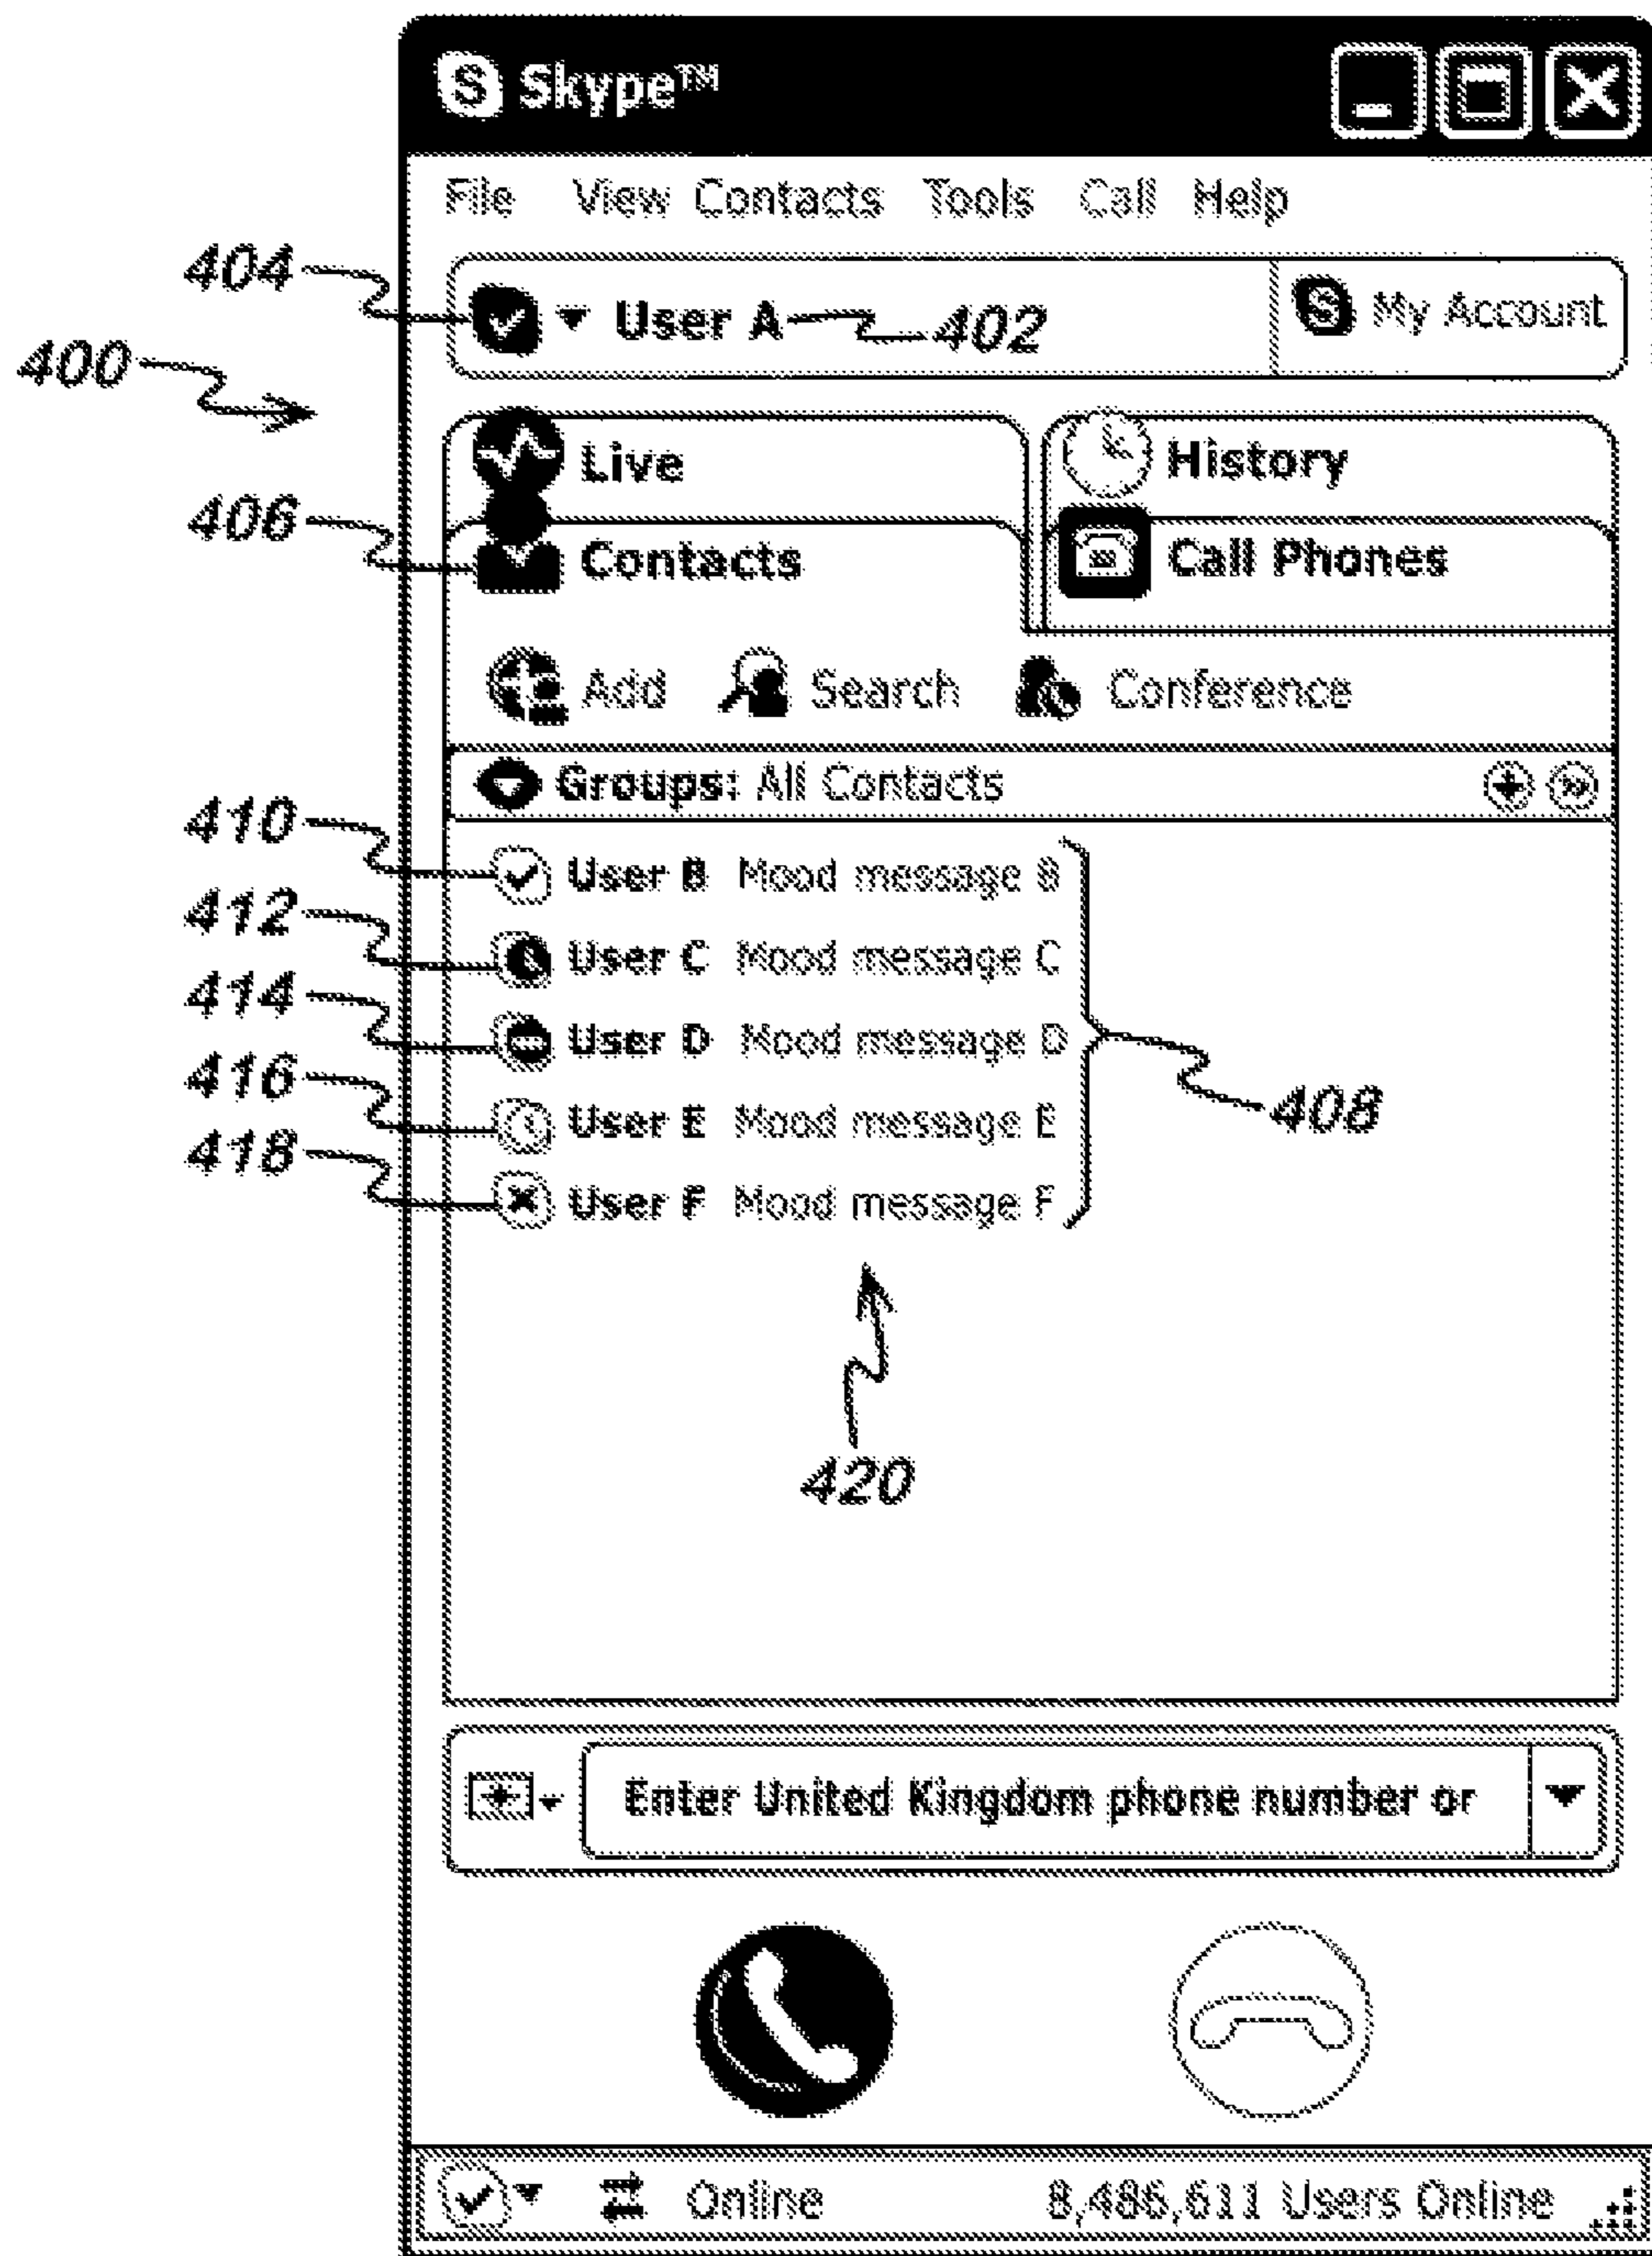 Skype™
File View Contacts Tools Call Help
404
User A 402
My Account
400
Live
History
406
Contacts
Call Phones
Add Search Conference
Groups: All Contacts
410
User B Mood message B
412
User C Mood message C
414
User D Mood message D
416
User E Mood message E
408
418
User F Mood message F
420
Enter United Kingdom phone number or
Online 8,486,611 Users Online